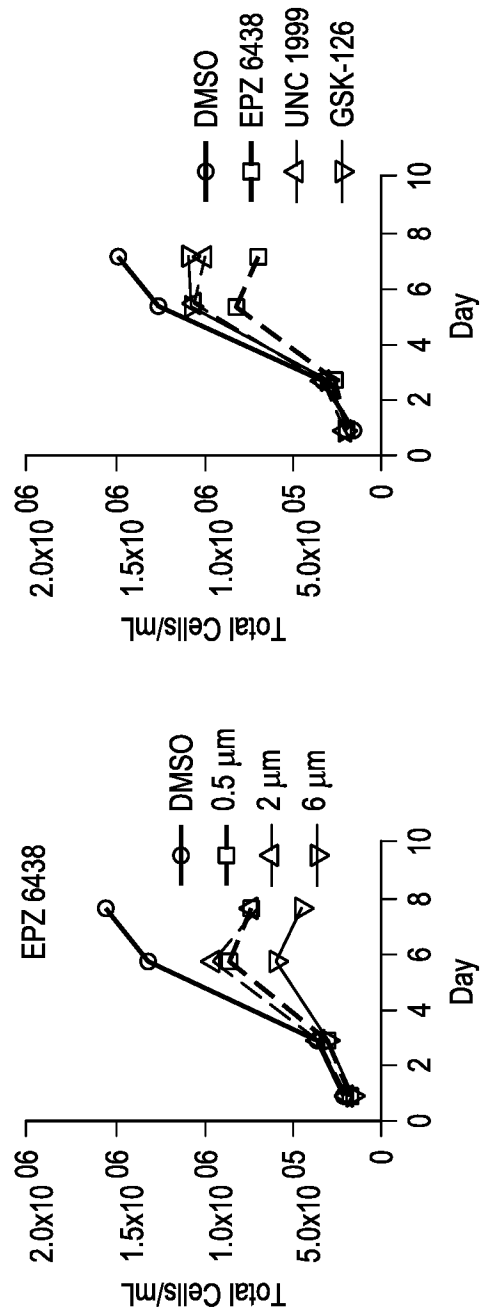 EPZ 6438
Total Cells/mL
2.0x10 06
1.5x10 06
1.0x10 06
5.0x10 05
0
0 2 4 6 8 10
Day
DMSO
0.5 µm
2 µm
6 µm
Total Cells/mL
2.0x10 06
1.5x10 06
1.0x10 06
5.0x10 05
0
0 2 4 6 8 10
Day
DMSO
EPZ 6438
UNC 1999
GSK-126